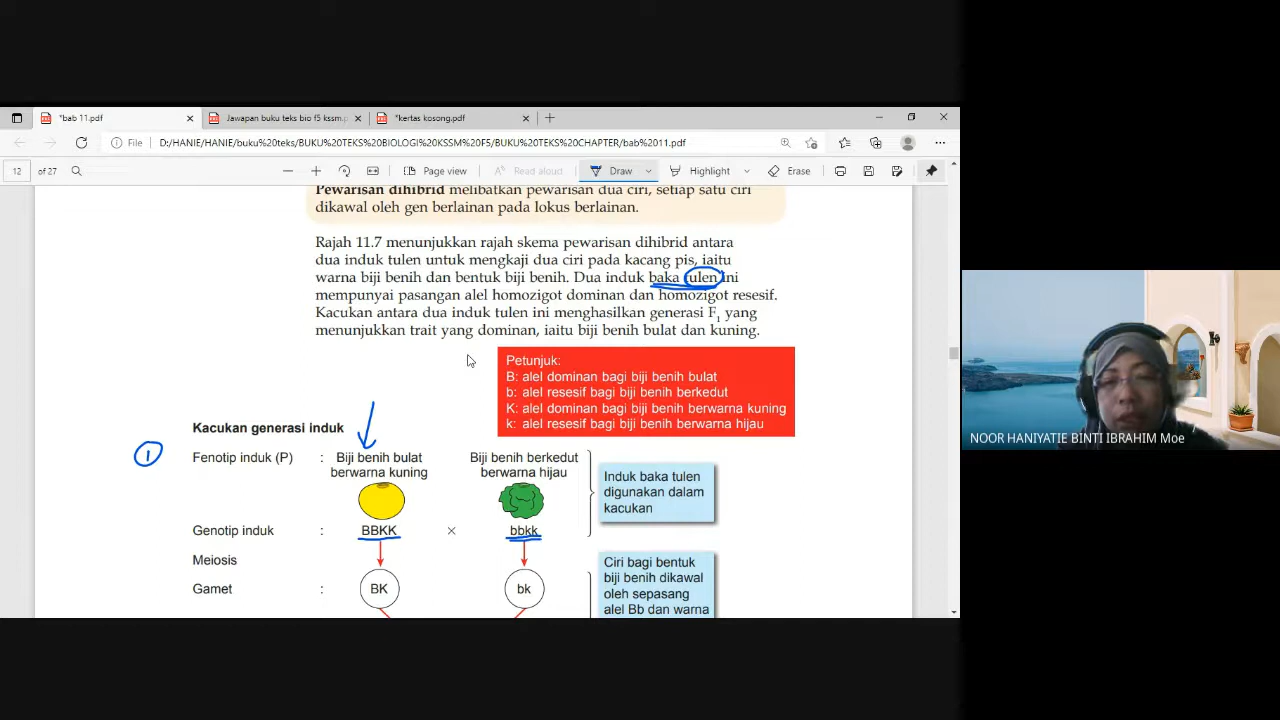 *bab 11.pdf
Jawapan buku teks bio f5 kssm.p
*kertas kosong.pdf
File
D:/HANIE/HANIE/buku%20teks/BUKU%20TEKS%20BIOLOGI%20KSSM%20F5/BUKU%20TEKS%20CHAPTER/bab%2011.pdf
12 of 27
Page view
Read aloud
Draw
Highlight
Erase
Pewarisan dihibrid melibatkan pewarisan dua ciri, setiap satu ciri
dikawal oleh gen berlainan pada lokus berlainan.
Rajah 11.7 menunjukkan rajah skema pewarisan dihibrid antara
dua induk tulen untuk mengkaji dua ciri pada kacang pis, iaitu
warna biji benih dan bentuk biji benih. Dua induk baka tulen ini
mempunyai pasangan alel homozigot dominan dan homozigot resesif.
Kacukan antara dua induk tulen ini menghasilkan generasi F1 yang
menunjukkan trait yang dominan, iaitu biji benih bulat dan kuning.
Petunjuk:
B: alel dominan bagi biji benih bulat
b: alel resesif bagi biji benih berkedut
K: alel dominan bagi biji benih berwarna kuning
k: alel resesif bagi biji benih berwarna hijau
Kacukan generasi induk
1
Fenotip induk (P) : Biji benih bulat
berwarna kuning
Biji benih berkedut
berwarna hijau
Induk baka tulen
digunakan dalam
kacukan
Genotip induk : BBKK × bbkk
Meiosis
Gamet : BK bk
Ciri bagi bentuk
biji benih dikawal
oleh sepasang
alel Bb dan warna
NOOR HANIYATIE BINTI IBRAHIM Moe